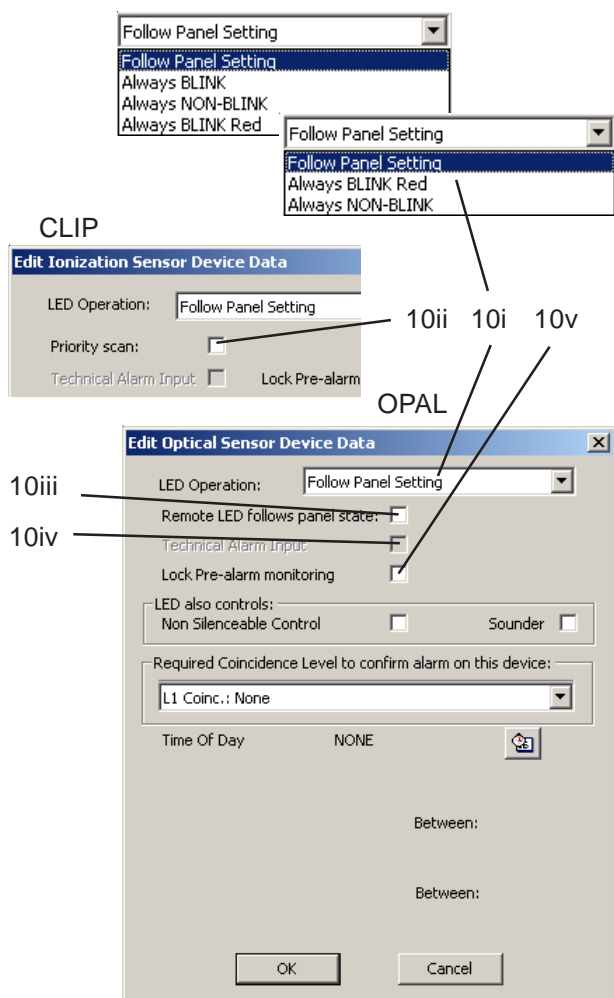 Follow Panel Setting
Follow Panel Setting
Always BLINK
Always NON-BLINK
Always BLINK Red
Follow Panel Setting
Follow Panel Setting
Always BLINK Red
Always NON-BLINK
CLIP
Edit Ionization Sensor Device Data
LED Operation: Follow Panel Setting
Priority scan:
Technical Alarm Input Lock Pre-alarm
10ii 10i 10v
OPAL
Edit Optical Sensor Device Data
LED Operation: Follow Panel Setting
10iii
Remote LED follows panel state:
10iv
Technical Alarm Input
Lock Pre-alarm monitoring
LED also controls:
Non Silenceable Control Sounder
Required Coincidence Level to confirm alarm on this device:
L1 Coinc.: None
Time Of Day NONE
Between:
Between:
OK Cancel